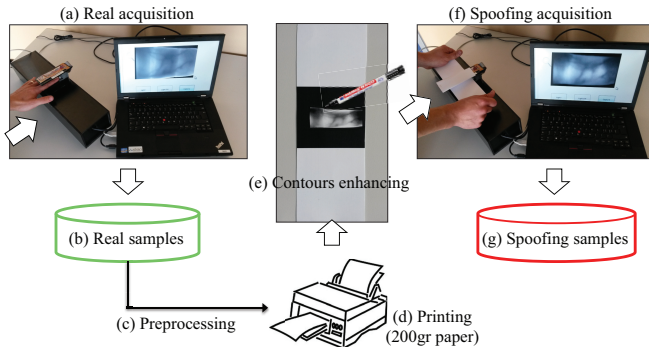 (a) Real acquisition
(f) Spoofing acquisition
(e) Contours enhancing
(b) Real samples
(g) Spoofing samples
(c) Preprocessing
(d) Printing
(200gr paper)